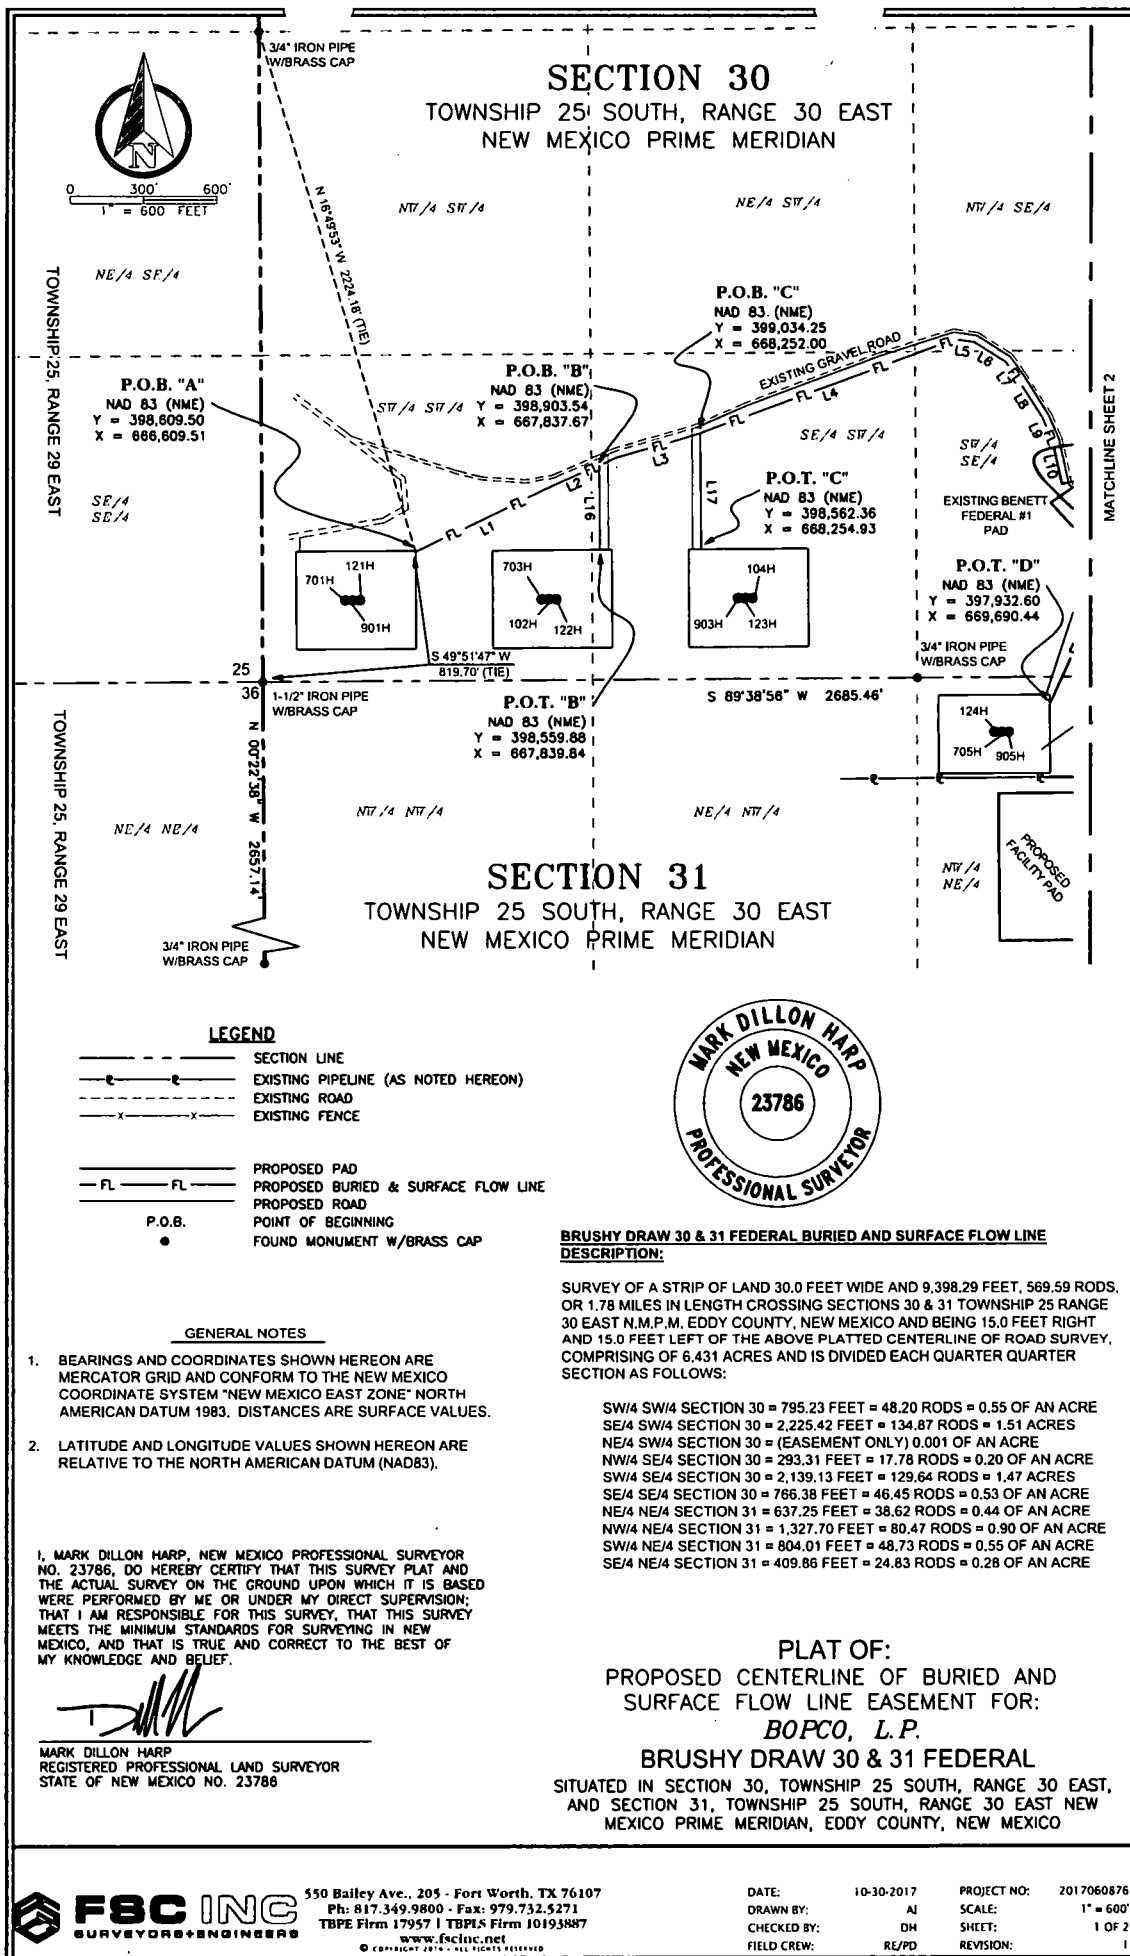 3/4" IRON PIPE
W/BRASS CAP
SECTION 30
TOWNSHIP 25 SOUTH, RANGE 30 EAST
NEW MEXICO PRIME MERIDIAN
N
0 300' 600'
1" = 600 FEET
N 16°49'53" W 2224.18' (TIE)
NW/4 SW/4
NE/4 SW/4
NW/4 SE/4
NE/4 SE/4
TOWNSHIP 25, RANGE 29 EAST
P.O.B. "C"
NAD 83. (NME)
Y = 399,034.25
X = 668,252.00
EXISTING GRAVEL ROAD
P.O.B. "A"
NAD 83 (NME)
Y = 398,609.50
X = 666,609.51
P.O.B. "B"
NAD 83 (NME)
Y = 398,903.54
X = 667,837.67
SW/4 SW/4
SE/4 SW/4
SW/4
SE/4
SE/4
SE/4
FL L1 FL L2 FL
FL L3 FL FL L4 FL
FL L5 L6 FL L7 L8 L9 FL L10
L16
L17
MATCHLINE SHEET 2
P.O.T. "C"
NAD 83 (NME)
Y = 398,562.36
X = 668,254.93
EXISTING BENETT
FEDERAL #1
PAD
P.O.T. "D"
NAD 83 (NME)
Y = 397,932.60
X = 669,690.44
3/4" IRON PIPE
W/BRASS CAP
121H
701H
901H
703H
102H
122H
104H
903H
123H
S 49°51'47" W
819.70' (TIE)
25
36
1-1/2" IRON PIPE
W/BRASS CAP
P.O.T. "B"
NAD 83 (NME)
Y = 398,559.88
X = 667,839.84
S 89°38'56" W 2685.46'
124H
705H
905H
N 00°22'38" W 2657.14'
TOWNSHIP 25, RANGE 29 EAST
NE/4 NE/4
NW/4 NW/4
NE/4 NW/4
NW/4
NE/4
PROPOSED
FACILITY PAD
SECTION 31
TOWNSHIP 25 SOUTH, RANGE 30 EAST
NEW MEXICO PRIME MERIDIAN
3/4" IRON PIPE
W/BRASS CAP
LEGEND
SECTION LINE
EXISTING PIPELINE (AS NOTED HEREON)
EXISTING ROAD
x x EXISTING FENCE
PROPOSED PAD
FL FL PROPOSED BURIED & SURFACE FLOW LINE
PROPOSED ROAD
P.O.B. POINT OF BEGINNING
FOUND MONUMENT W/BRASS CAP
MARK DILLON HARP
NEW MEXICO
23786
PROFESSIONAL SURVEYOR
GENERAL NOTES
1. BEARINGS AND COORDINATES SHOWN HEREON ARE
MERCATOR GRID AND CONFORM TO THE NEW MEXICO
COORDINATE SYSTEM "NEW MEXICO EAST ZONE" NORTH
AMERICAN DATUM 1983. DISTANCES ARE SURFACE VALUES.
2. LATITUDE AND LONGITUDE VALUES SHOWN HEREON ARE
RELATIVE TO THE NORTH AMERICAN DATUM (NAD83).
BRUSHY DRAW 30 & 31 FEDERAL BURIED AND SURFACE FLOW LINE
DESCRIPTION:
SURVEY OF A STRIP OF LAND 30.0 FEET WIDE AND 9,398.29 FEET, 569.59 RODS,
OR 1.78 MILES IN LENGTH CROSSING SECTIONS 30 & 31 TOWNSHIP 25 RANGE
30 EAST N.M.P.M. EDDY COUNTY, NEW MEXICO AND BEING 15.0 FEET RIGHT
AND 15.0 FEET LEFT OF THE ABOVE PLATTED CENTERLINE OF ROAD SURVEY,
COMPRISING OF 6.431 ACRES AND IS DIVIDED EACH QUARTER QUARTER
SECTION AS FOLLOWS:
SW/4 SW/4 SECTION 30 = 795.23 FEET = 48.20 RODS = 0.55 OF AN ACRE
SE/4 SW/4 SECTION 30 = 2,225.42 FEET = 134.87 RODS = 1.51 ACRES
NE/4 SW/4 SECTION 30 = (EASEMENT ONLY) 0.001 OF AN ACRE
NW/4 SE/4 SECTION 30 = 293.31 FEET = 17.78 RODS = 0.20 OF AN ACRE
SW/4 SE/4 SECTION 30 = 2,139.13 FEET = 129.64 RODS = 1.47 ACRES
SE/4 SE/4 SECTION 30 = 766.38 FEET = 46.45 RODS = 0.53 OF AN ACRE
NE/4 NE/4 SECTION 31 = 637.25 FEET = 38.62 RODS = 0.44 OF AN ACRE
NW/4 NE/4 SECTION 31 = 1,327.70 FEET = 80.47 RODS = 0.90 OF AN ACRE
SW/4 NE/4 SECTION 31 = 804.01 FEET = 48.73 RODS = 0.55 OF AN ACRE
SE/4 NE/4 SECTION 31 = 409.86 FEET = 24.83 RODS = 0.28 OF AN ACRE
I, MARK DILLON HARP, NEW MEXICO PROFESSIONAL SURVEYOR
NO. 23786, DO HEREBY CERTIFY THAT THIS SURVEY PLAT AND
THE ACTUAL SURVEY ON THE GROUND UPON WHICH IT IS BASED
WERE PERFORMED BY ME OR UNDER MY DIRECT SUPERVISION;
THAT I AM RESPONSIBLE FOR THIS SURVEY, THAT THIS SURVEY
MEETS THE MINIMUM STANDARDS FOR SURVEYING IN NEW
MEXICO, AND THAT IS TRUE AND CORRECT TO THE BEST OF
MY KNOWLEDGE AND BELIEF.
MARK DILLON HARP
REGISTERED PROFESSIONAL LAND SURVEYOR
STATE OF NEW MEXICO NO. 23786
PLAT OF:
PROPOSED CENTERLINE OF BURIED AND
SURFACE FLOW LINE EASEMENT FOR:
BOPCO, L.P.
BRUSHY DRAW 30 & 31 FEDERAL
SITUATED IN SECTION 30, TOWNSHIP 25 SOUTH, RANGE 30 EAST,
AND SECTION 31, TOWNSHIP 25 SOUTH, RANGE 30 EAST NEW
MEXICO PRIME MERIDIAN, EDDY COUNTY, NEW MEXICO
FSC INC
SURVEYORS+ENGINEERS
550 Bailey Ave., 205 - Fort Worth, TX 76107
Ph: 817.349.9800 - Fax: 979.732.5271
TBPE Firm 17957 | TBPLS Firm 10193887
www.fscinc.net
© COPYRIGHT 2016 - ALL RIGHTS RESERVED
DATE: 10-30-2017 PROJECT NO: 2017060876
DRAWN BY: AI SCALE: 1" = 600'
CHECKED BY: DH SHEET: 1 OF 2
FIELD CREW: RE/PD REVISION: 1